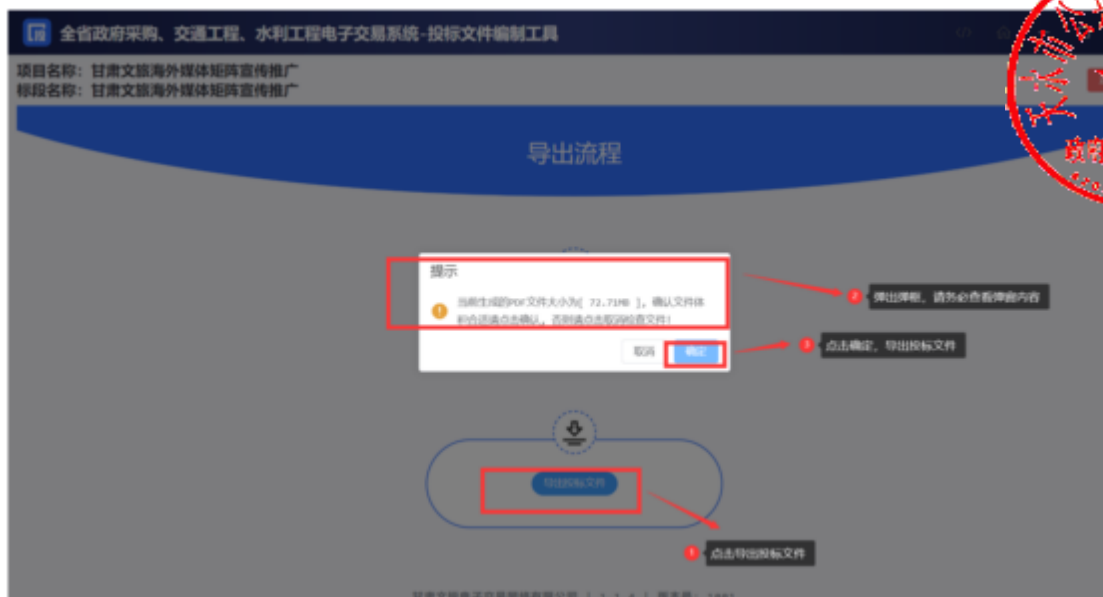 投
全省政府采购、交通工程、水利工程电子交易系统-投标文件编制工具
项目名称：甘肃文旅海外媒体矩阵宣传推广
标段名称：甘肃文旅海外媒体矩阵宣传推广
导出流程
提示
当前生成的PDF文件大小为[ 72.71MB ]，确认文件体
积合适请点击确认，否则请点击取消检查文件！
取消 确定
2 弹出弹框，请务必查看弹窗内容
3 点击确定，导出投标文件
导出投标文件
1 点击导出投标文件